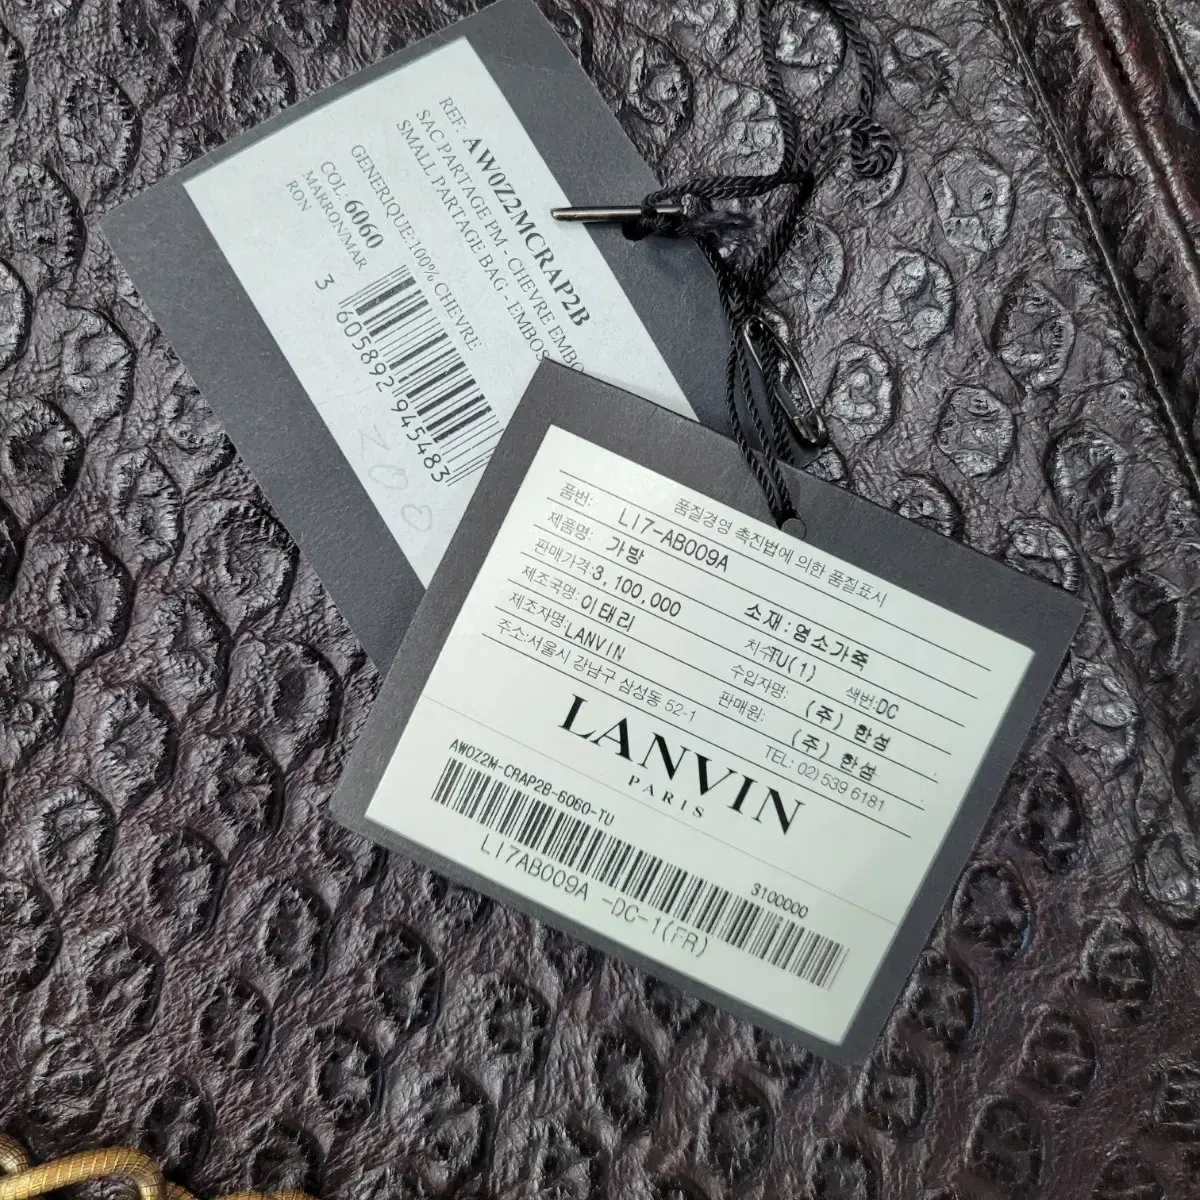 REF: AW0Z2MCRAP2B
SAC PARTAGE PM - CHEVRE EMBO
SMALL PARTAGE BAG - EMBOS
GENERIQUE:100% CHEVRE
COL. 6060
MARRON/MAR
RON
3 605892 945483
품질경영 촉진법에 의한 품질표시
품번: LI7-AB009A
제품명: 가방 소재:염소가죽
판매가격:3,100,000 치수:TU(1) 색번:DC
제조국명:이태리 수입자명: (주) 한섬
제조자명:LANVIN 판매원: (주) 한섬
주소:서울시 강남구 삼성동 52-1 TEL: 02) 539 6181
LANVIN
PARIS
AW0Z2M-CRAP2B-6060-TU 3100000
LI7AB009A -DC-1(FR)